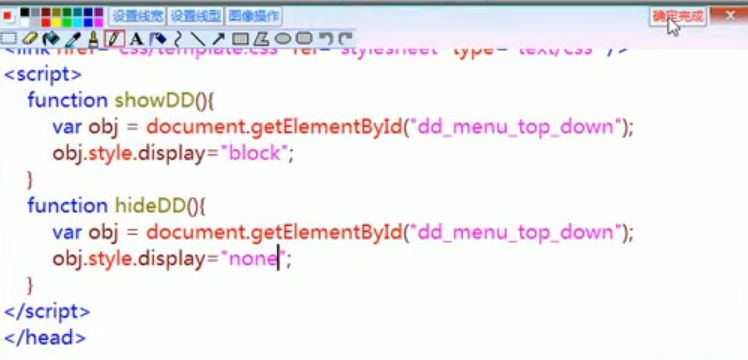 设置线宽 设置线型 图像操作 确定完成
<link href="css/template.css" rel="stylesheet" type="text/css" />
<script>
function showDD(){
var obj = document.getElementById("dd_menu_top_down");
obj.style.display="block";
}
function hideDD(){
var obj = document.getElementById("dd_menu_top_down");
obj.style.display="none";
}
</script>
</head>